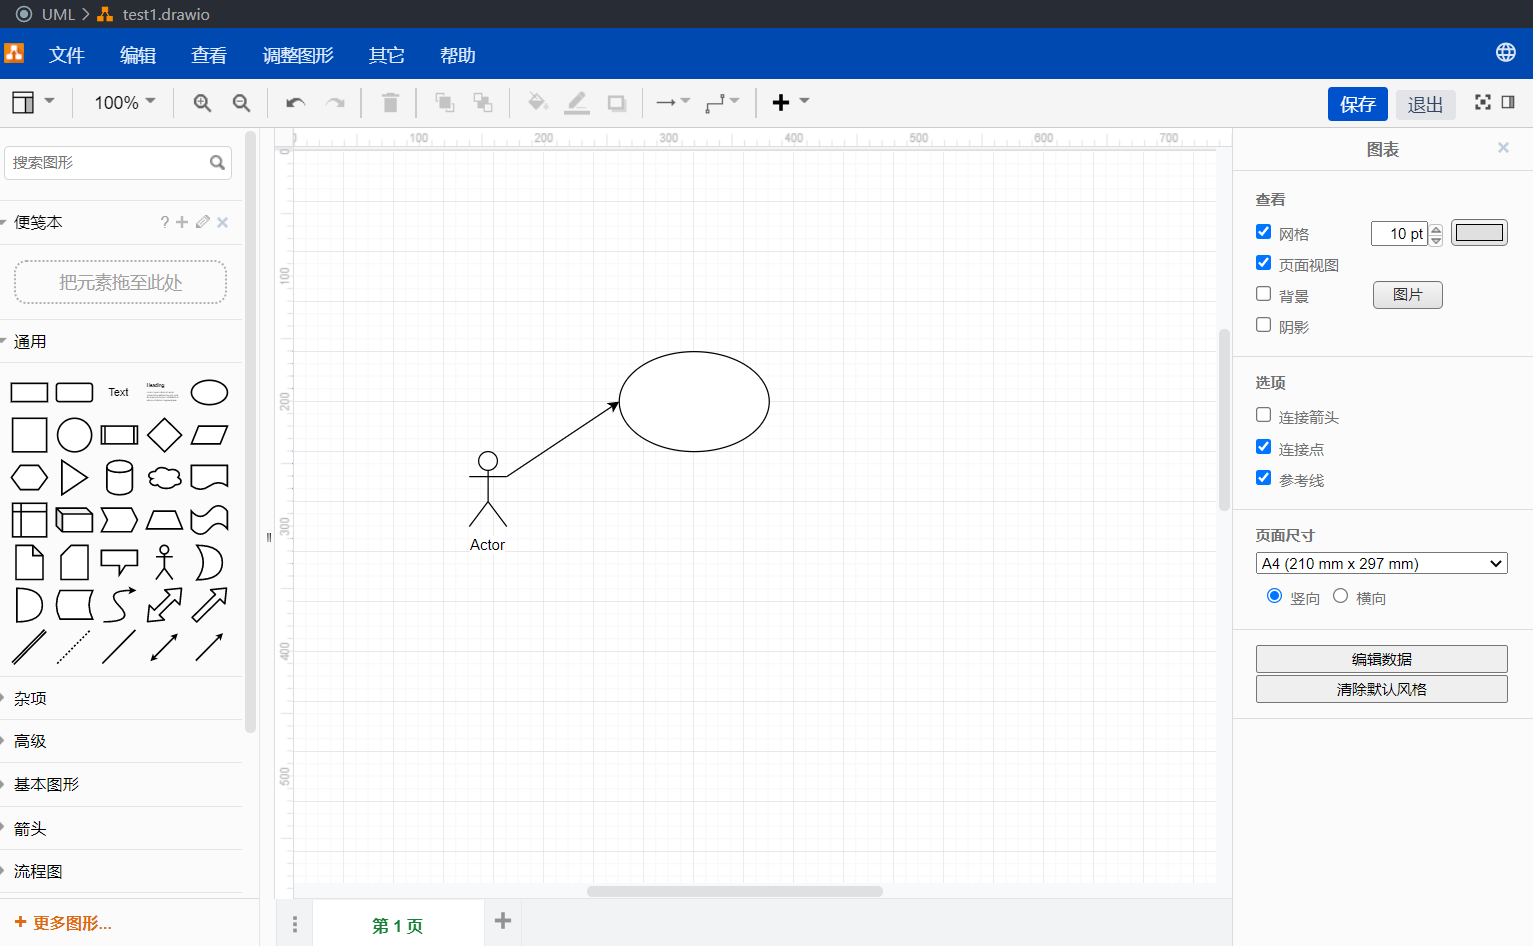 UML
test1.drawio
文件
编辑
查看
调整图形
其它
帮助
100%
保存
退出
搜索图形
便笺本
?
把元素拖至此处
通用
Text
Heading
杂项
高级
基本图形
箭头
流程图
更多图形...
100
200
300
400
500
600
700
0
100
200
300
400
500
Actor
第 1 页
图表
查看
网格
10 pt
页面视图
背景
图片
阴影
选项
连接箭头
连接点
参考线
页面尺寸
A4 (210 mm x 297 mm)
竖向
横向
编辑数据
清除默认风格